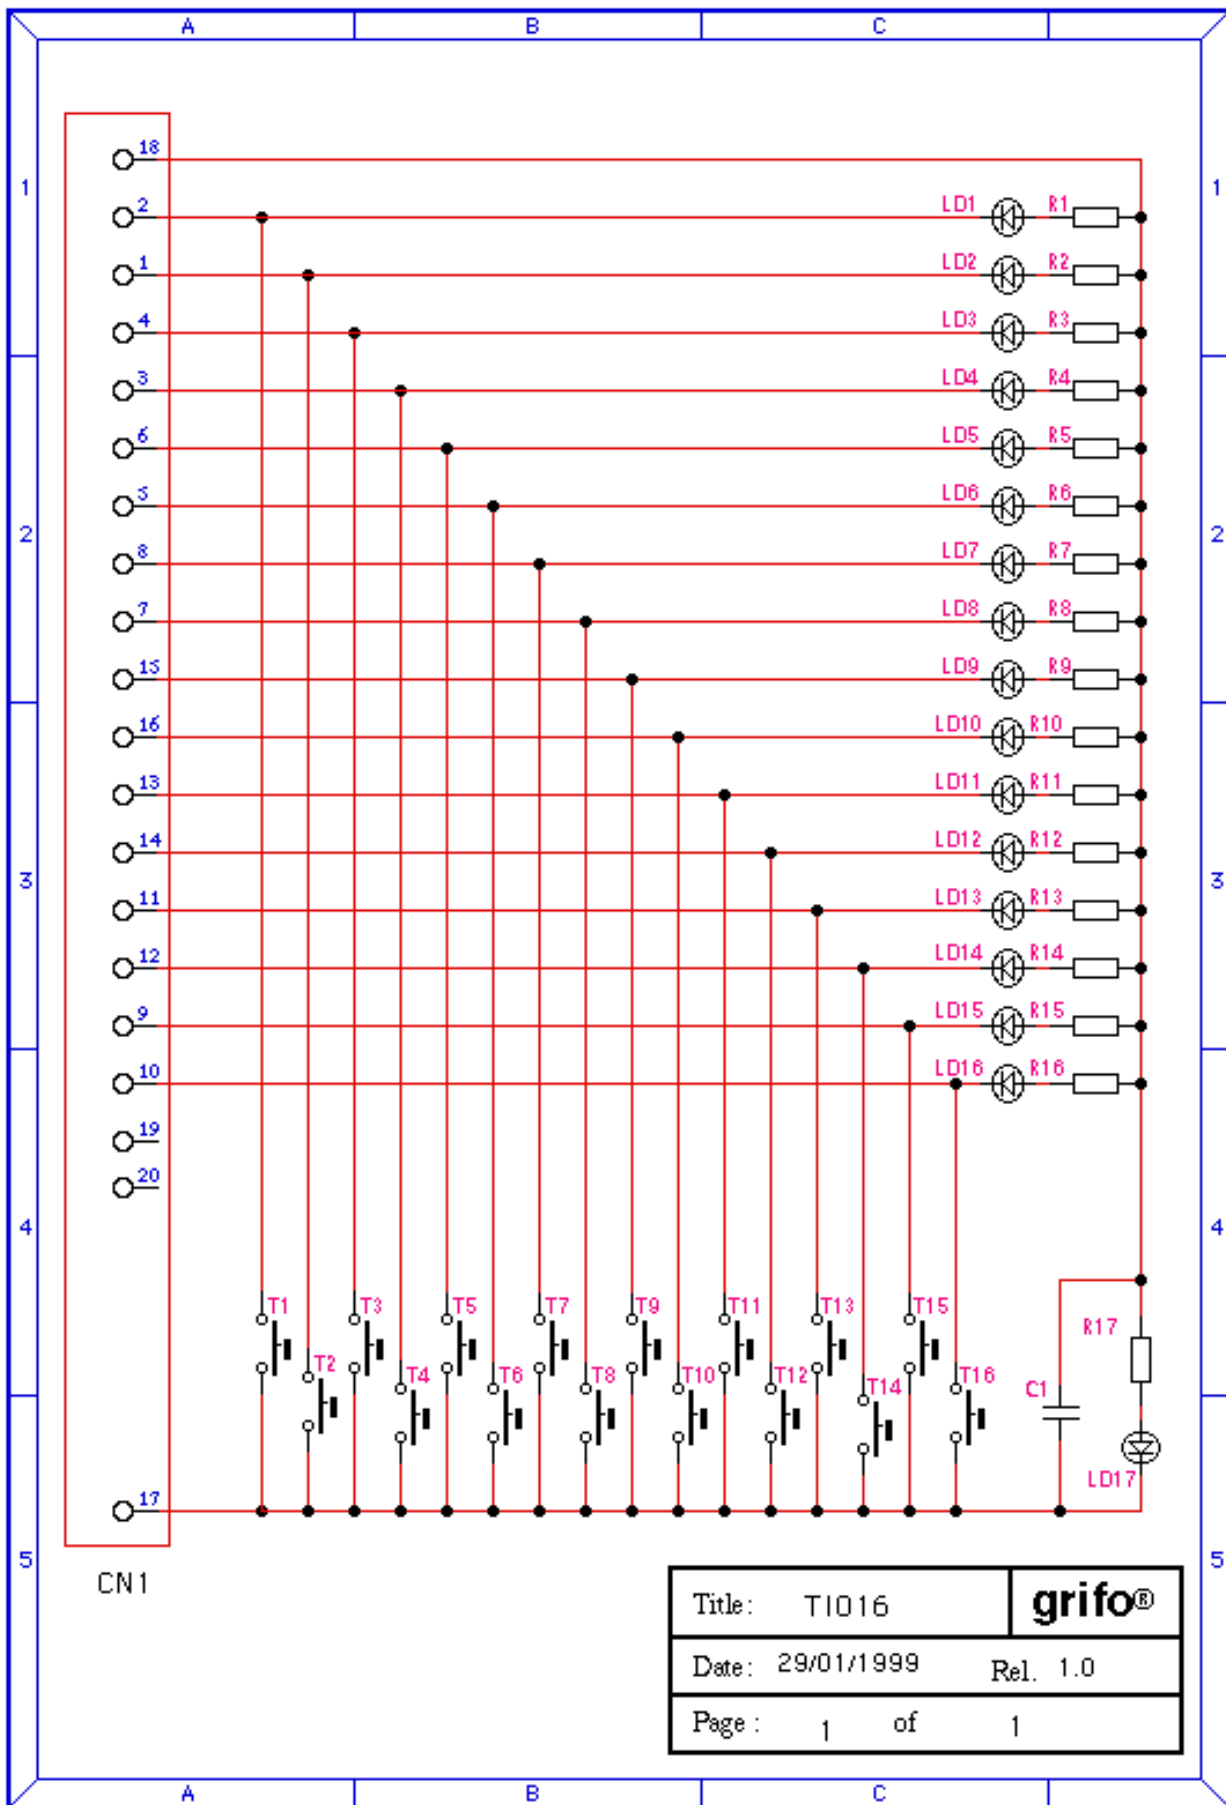 A B C
18
1 1
2 LD1 R1
1 LD2 R2
4 LD3 R3
3 LD4 R4
6 LD5 R5
5 LD6 R6
2 2
8 LD7 R7
7 LD8 R8
15 LD9 R9
16 LD10 R10
13 LD11 R11
14 LD12 R12
3 3
11 LD13 R13
12 LD14 R14
9 LD15 R15
10 LD16 R16
19
20
4 4
T1 T3 T5 T7 T9 T11 T13 T15
R17
T2 T4 T6 T8 T10 T12 T14 T16
C1
LD17
17
5 5
CN1
Title: TIO16 grifo®
Date: 29/01/1999 Rel. 1.0
Page : 1 of 1
A B C